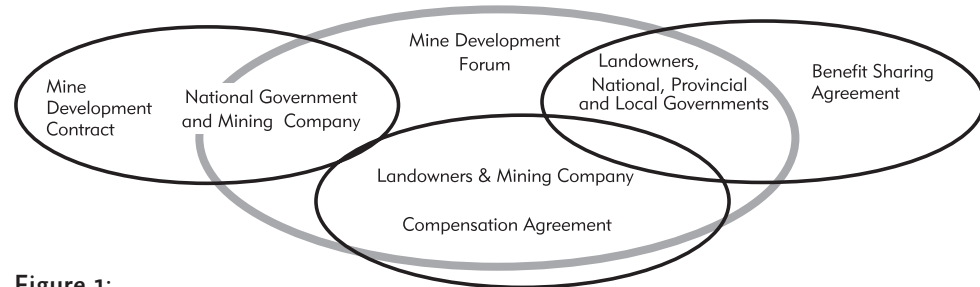 Mine Development
Forum
Mine
Development
Contract
National Government
and Mining Company
Landowners,
National, Provincial
and Local Governments
Benefit Sharing
Agreement
Landowners & Mining Company
Compensation Agreement
Figure 1: